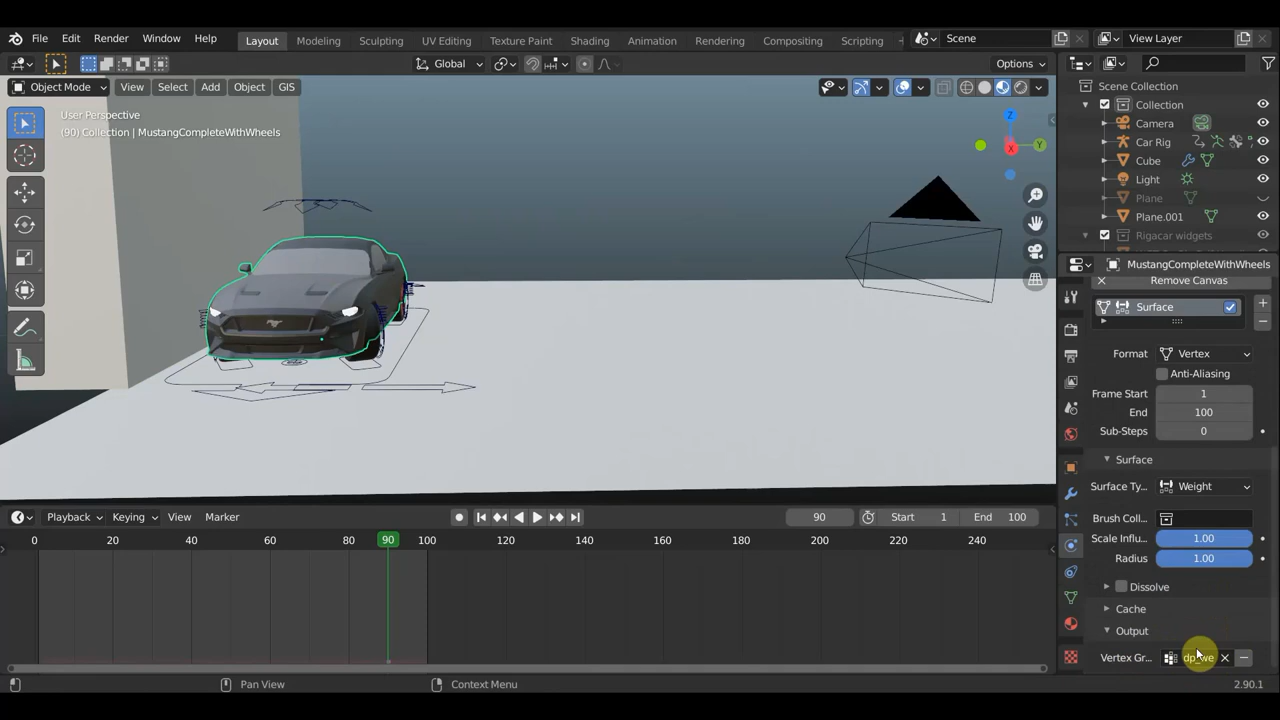 File Edit Render Window Help
Layout Modeling Sculpting UV Editing Texture Paint Shading Animation Rendering Compositing Scripting
Scene
View Layer
Global
Options
Object Mode View Select Add Object GIS
User Perspective
(90) Collection | MustangCompleteWithWheels
Z
X
Y
Scene Collection
Collection
Camera
Car Rig
Cube
Light
Plane
Plane.001
Rigacar widgets
MustangCompleteWithWheels
Remove Canvas
Surface
Format Vertex
Anti-Aliasing
Frame Start 1
End 100
Sub-Steps 0
Surface
Surface Ty... Weight
Brush Coll...
Scale Influ... 1.00
Radius 1.00
Dissolve
Cache
Output
Vertex Gr...
Playback Keying View Marker
90 Start 1 End 100
0 20 40 60 80 90 100 120 140 160 180 200 220 240
Pan View
Context Menu
2.90.1